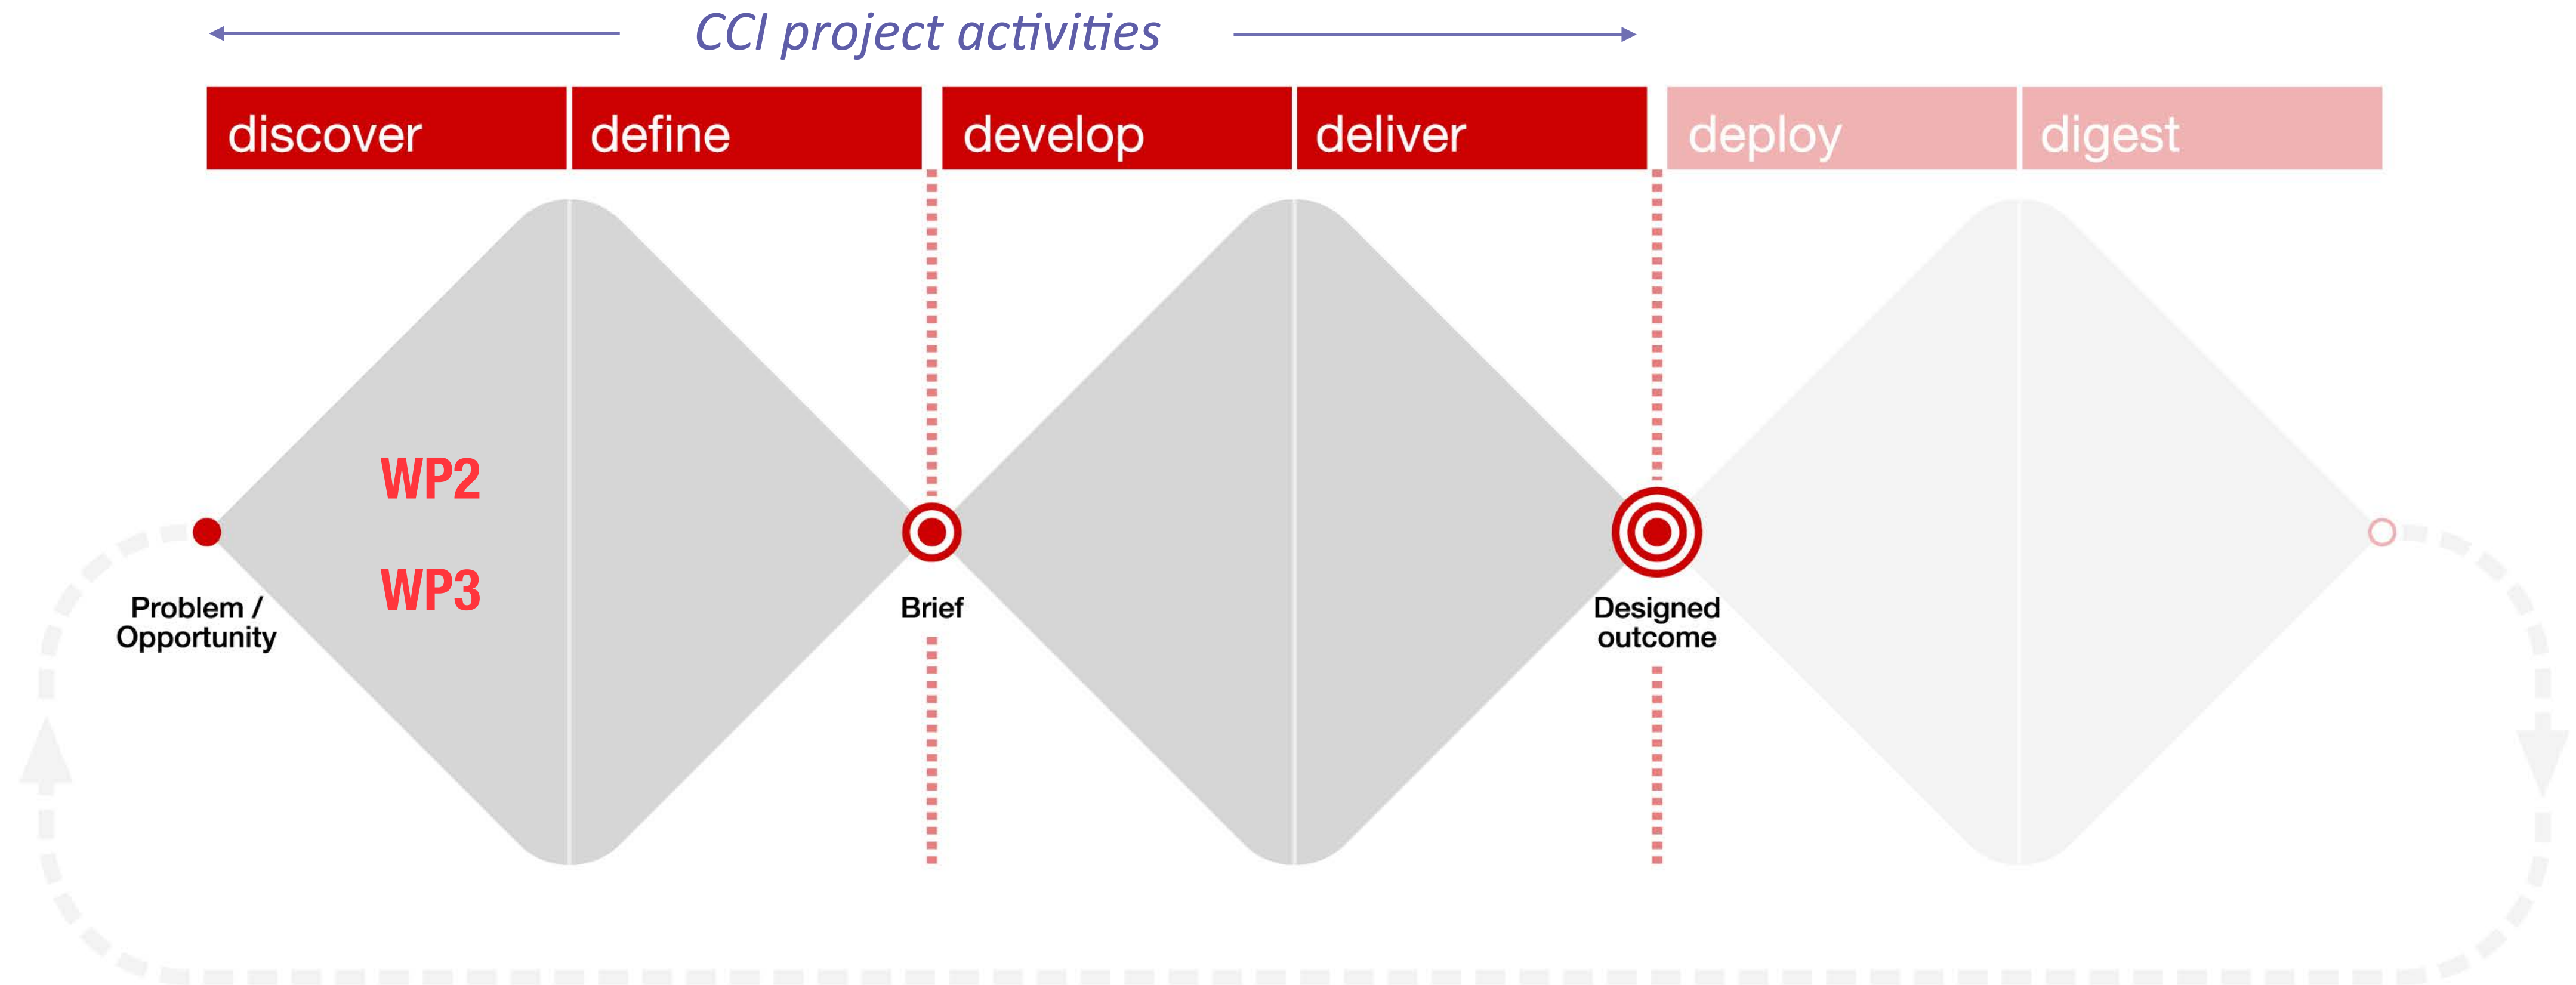 CCI project activities
discover
define
develop
deliver
deploy
digest
WP2
WP3
Problem /
Opportunity
Brief
Designed
outcome